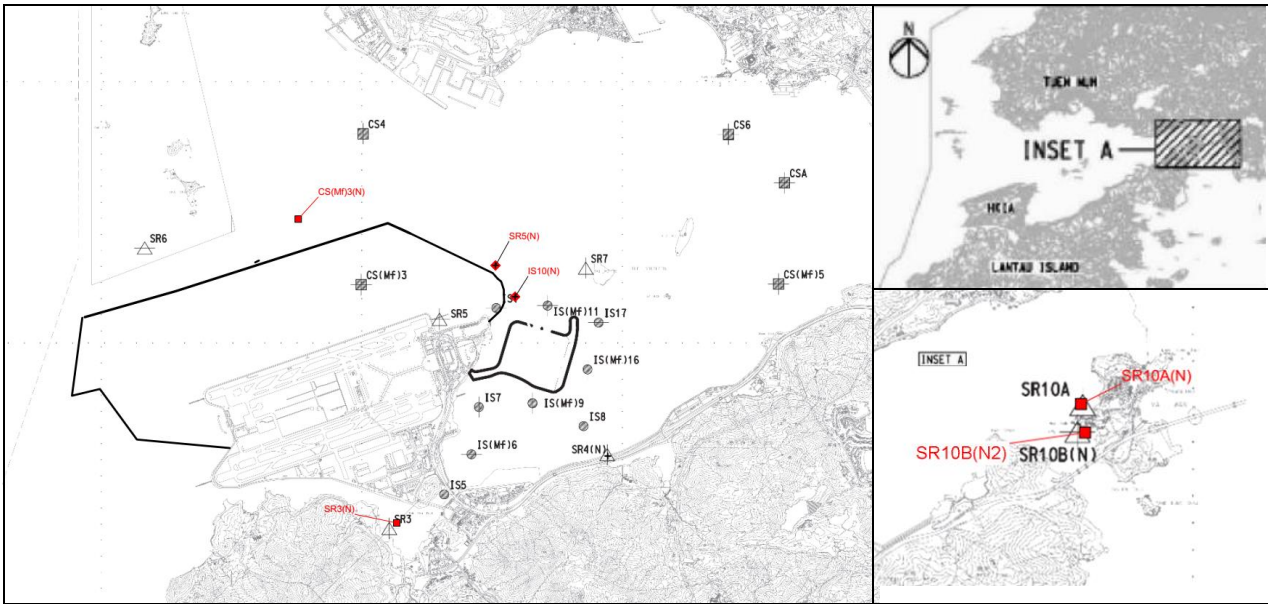 CS4
CS6
CSA
CS(Mf)3(N)
SR6
SR5(N)
SR7
CS(Mf)3
IS10(N)
CS(Mf)5
SR5
IS(Mf)11
IS17
IS(Mf)16
IS7
IS(Mf)9
IS8
IS(Mf)6
SR4(N)
IS5
SR3(N)
SR3
N
TUEN MUN
INSET A
HKIA
LANTAU ISLAND
INSET A
SR10A
SR10A(N)
SR10B(N2)
SR10B(N)